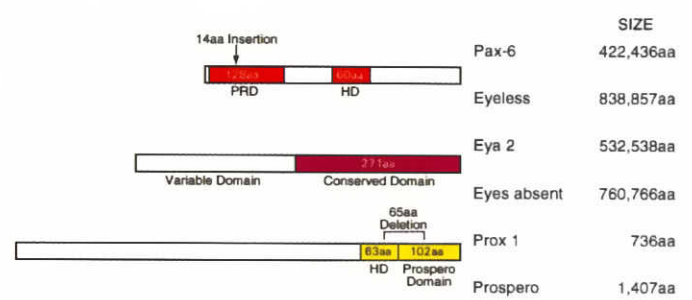 SIZE
14aa Insertion
Pax-6 422,436aa
128aa 60aa
PRD HD
Eyeless 838,857aa
Eya 2 532,538aa
271aa
Variable Domain Conserved Domain
Eyes absent 760,766aa
65aa
Deletion
Prox 1 736aa
63aa 102aa
HD Prospero
Domain
Prospero 1,407aa